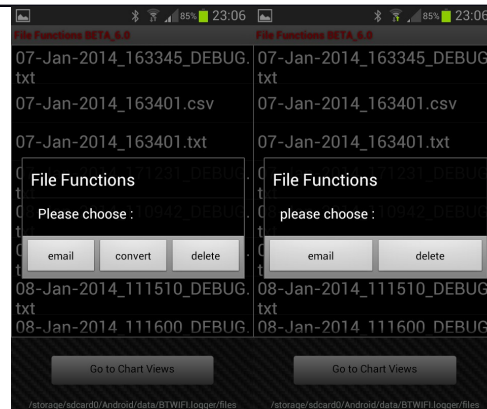 85% 23:06
File Functions BETA_6.0
07-Jan-2014_163345_DEBUG.
txt
07-Jan-2014_163401.csv
07-Jan-2014_163401.txt
File Functions
Please choose :
email convert delete
08-Jan-2014_111510_DEBUG.
txt
08-Jan-2014_111600_DEBUG.
Go to Chart Views
/storage/sdcard0/Android/data/BTWIFI.logger/files
85% 23:06
File Functions BETA_6.0
07-Jan-2014_163345_DEBUG.
txt
07-Jan-2014_163401.csv
07-Jan-2014_163401.txt
File Functions
please choose :
email delete
08-Jan-2014_111510_DEBUG.
txt
08-Jan-2014_111600_DEBUG.
Go to Chart Views
/storage/sdcard0/Android/data/BTWIFI.logger/files